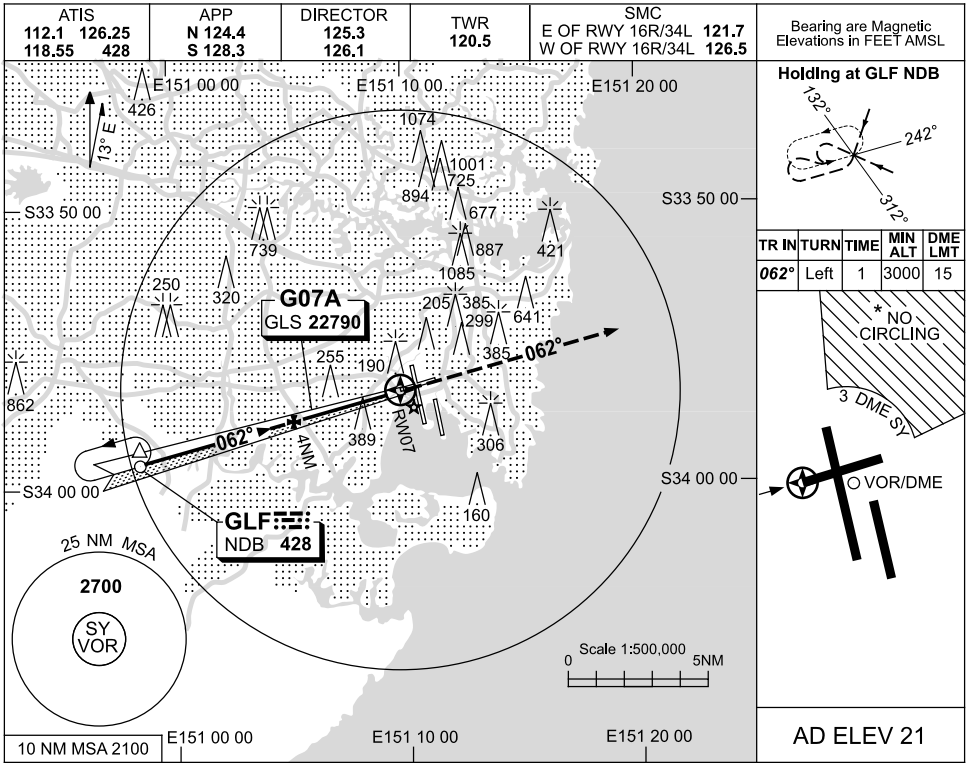 ATIS
112.1 126.25
118.55 428
APP
N 124.4
S 128.3
DIRECTOR
125.3
126.1
TWR
120.5
SMC
E OF RWY 16R/34L 121.7
W OF RWY 16R/34L 126.5
Bearing are Magnetic
Elevations in FEET AMSL
E151 00 00
E151 10 00
E151 20 00
426
13° E
1074
1001
725
894
677
S33 50 00
S33 50 00
739
887
421
1085
320
250
G07A
GLS 22790
205
385
299
641
385
255
190
062°
862
389
RW07
306
062°
4NM
S34 00 00
S34 00 00
160
GLF
NDB 428
25 NM MSA
2700
SY
VOR
Scale 1:500,000
0 5NM
10 NM MSA 2100
E151 00 00
E151 10 00
E151 20 00
Holding at GLF NDB
132°
242°
312°
TR IN TURN TIME MIN ALT DME LMT
062° Left 1 3000 15
* NO
CIRCLING
3 DME SY
VOR/DME
AD ELEV 21